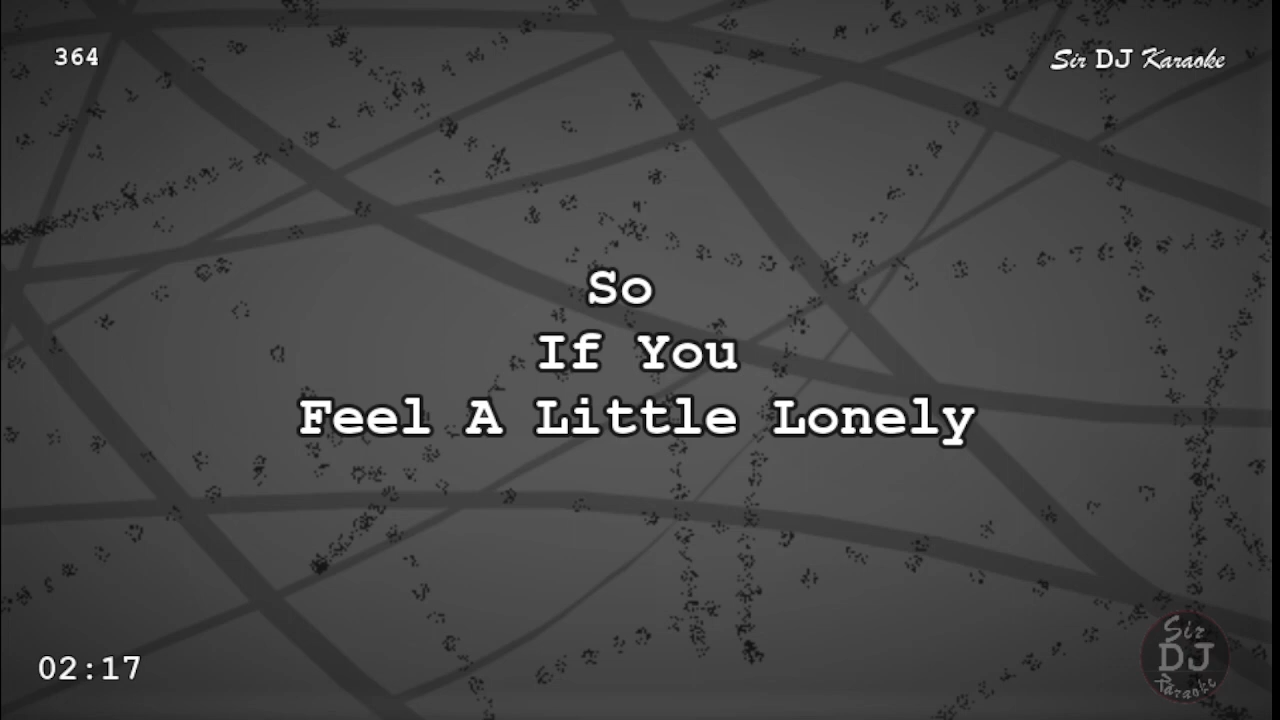 364
Sir DJ Karaoke
So
If You
Feel A Little Lonely
02:17
Sir
DJ
Karaoke